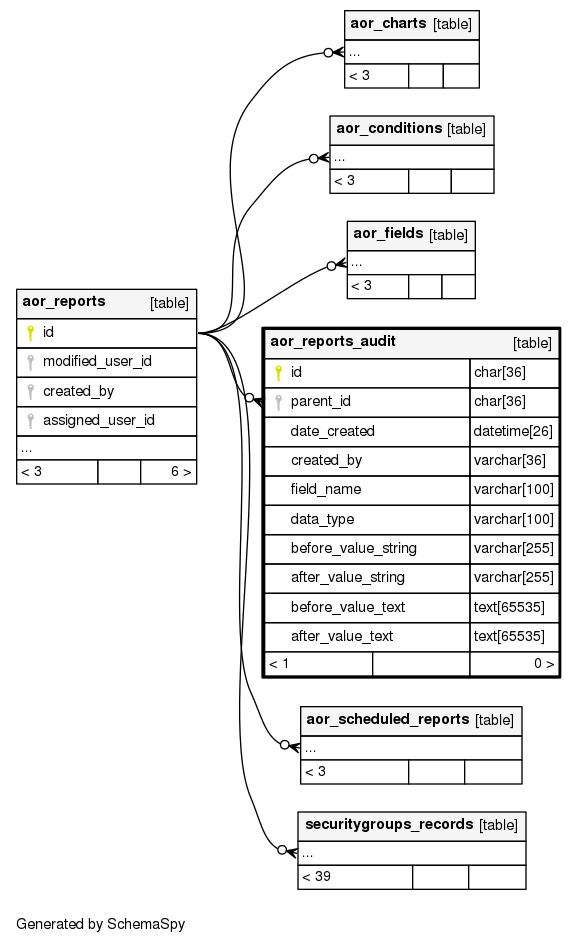 aor_charts [table]
...
< 3
aor_conditions [table]
...
< 3
aor_fields [table]
...
< 3
aor_reports [table]
id
modified_user_id
created_by
assigned_user_id
...
< 3 6 >
aor_reports_audit [table]
id char[36]
parent_id char[36]
date_created datetime[26]
created_by varchar[36]
field_name varchar[100]
data_type varchar[100]
before_value_string varchar[255]
after_value_string varchar[255]
before_value_text text[65535]
after_value_text text[65535]
< 1 0 >
aor_scheduled_reports [table]
...
< 3
securitygroups_records [table]
...
< 39
Generated by SchemaSpy